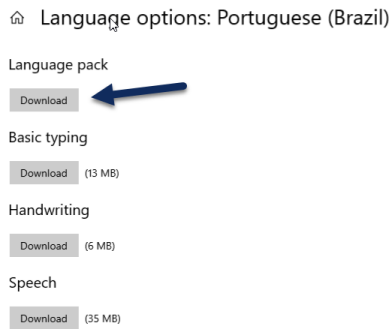 Language options: Portuguese (Brazil)
Language pack
Download
Basic typing
Download (13 MB)
Handwriting
Download (6 MB)
Speech
Download (35 MB)